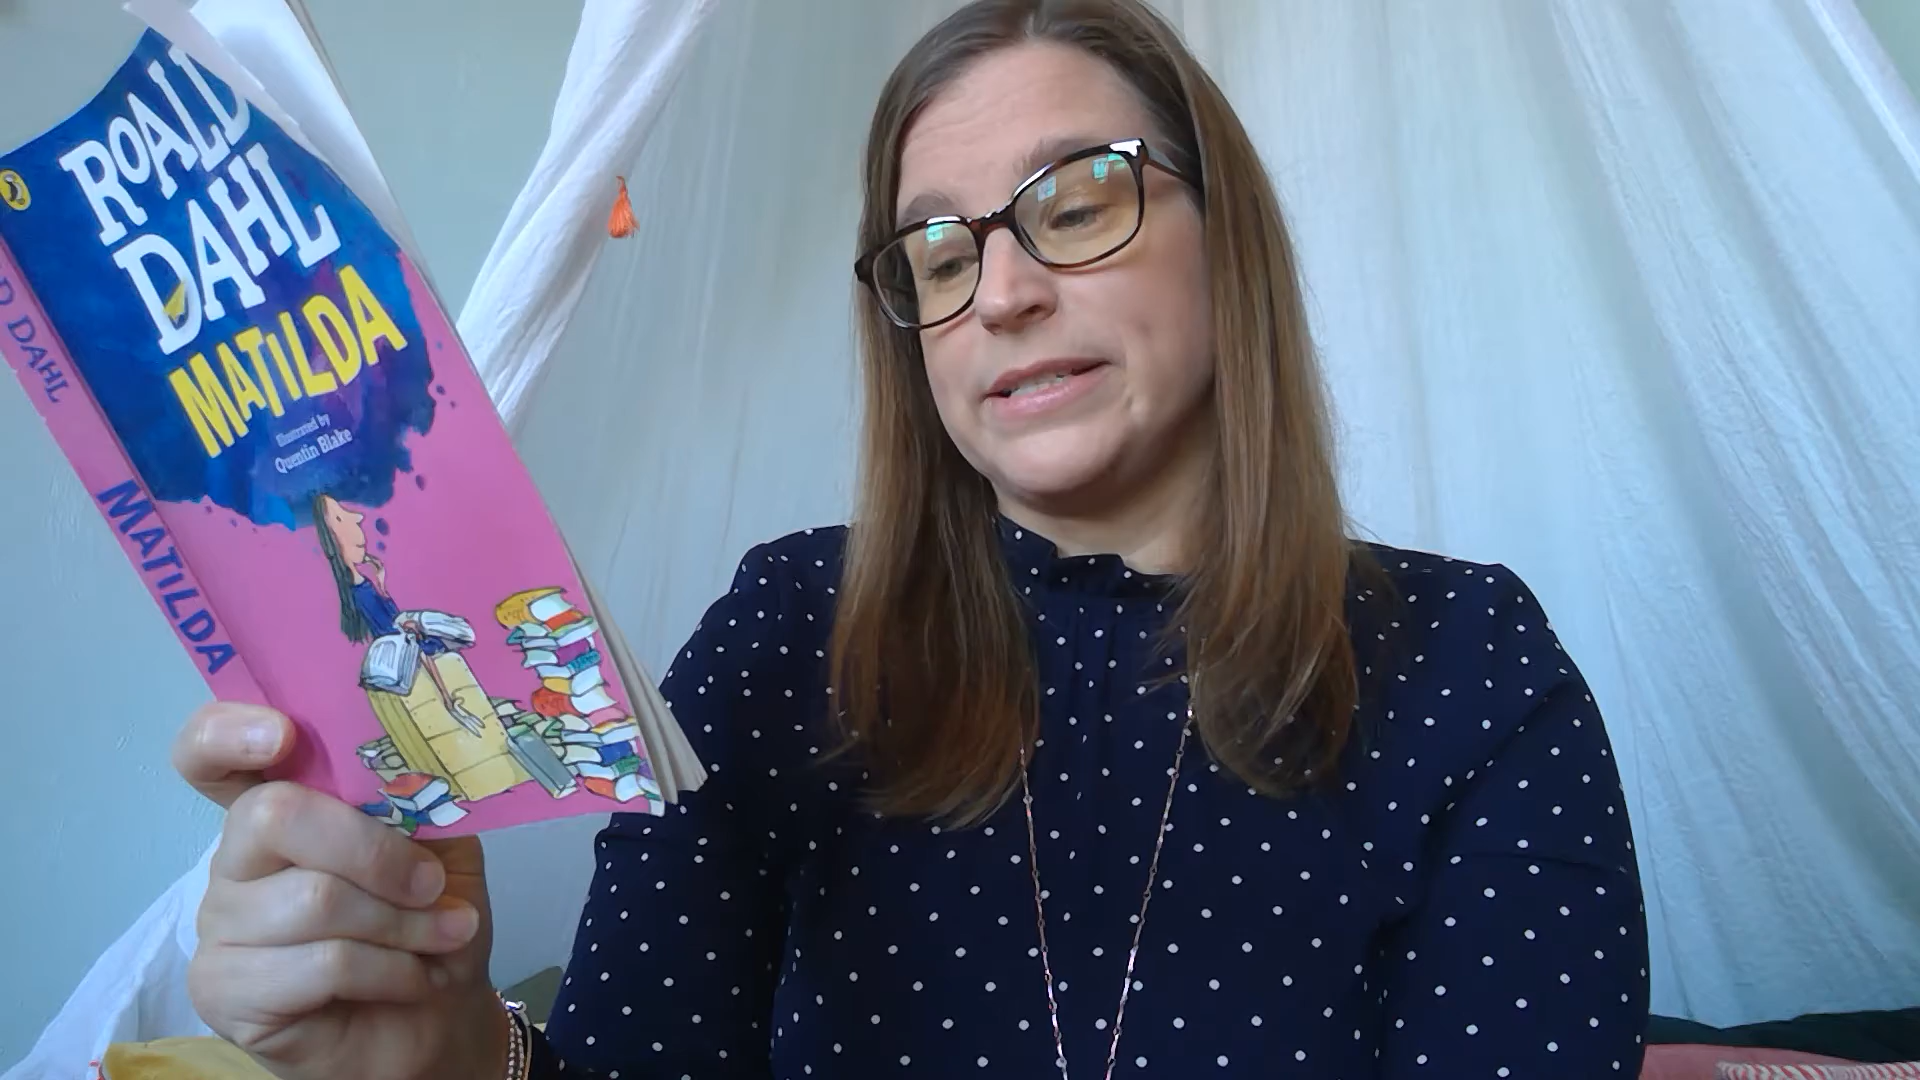 ROALD
DAHL
MATILDA
Illustrated by
Quentin Blake
D DAHL
MATILDA